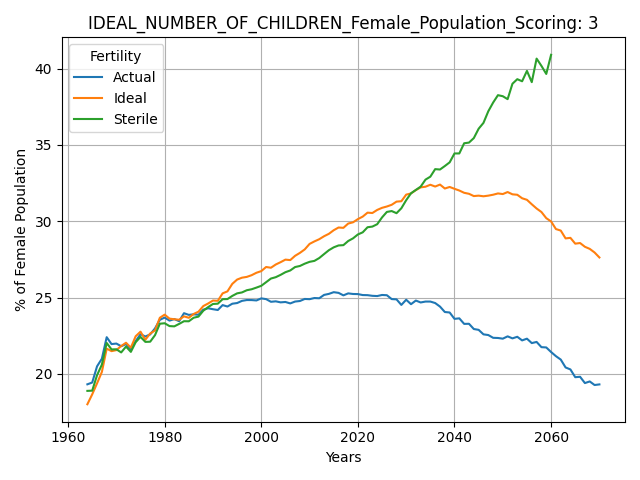 IDEAL_NUMBER_OF_CHILDREN_Female_Population_Scoring: 3
Fertility
Actual
Ideal
Sterile
% of Female Population
40
35
30
25
20
1960
1980
2000
2020
2040
2060
Years